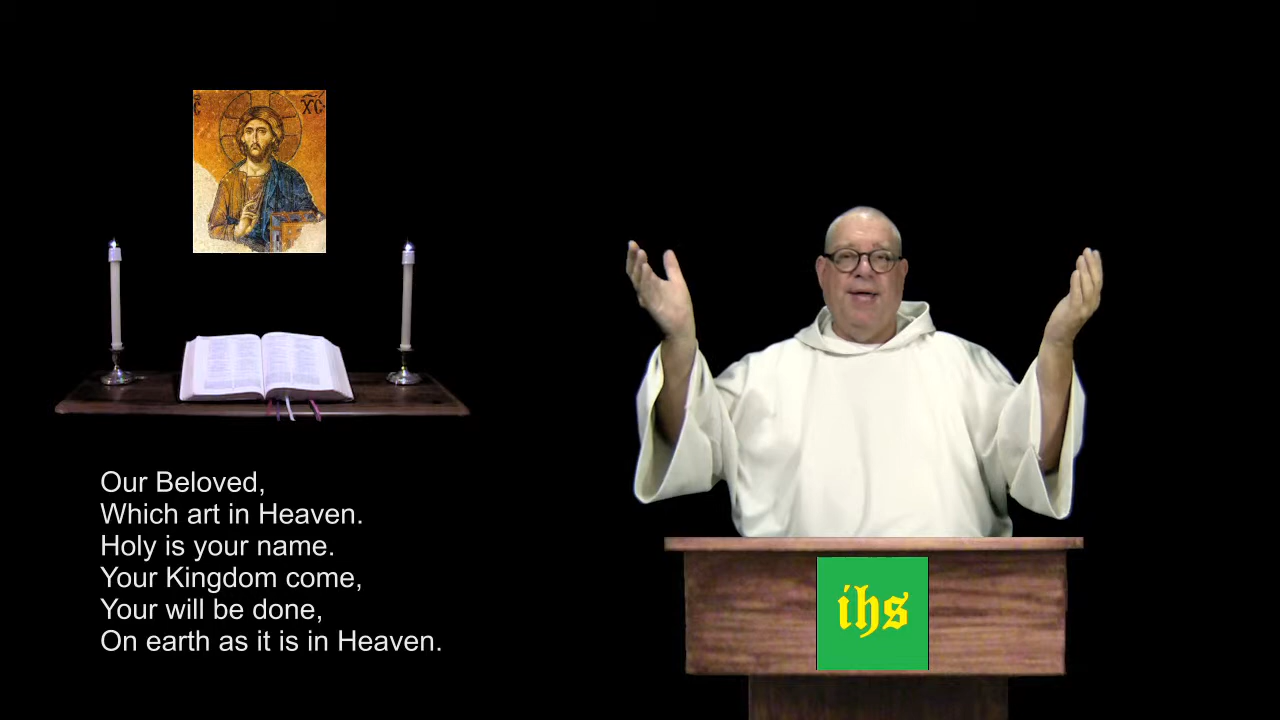 XC
Our Beloved,
Which art in Heaven.
Holy is your name.
Your Kingdom come,
Your will be done,
On earth as it is in Heaven.
ihs